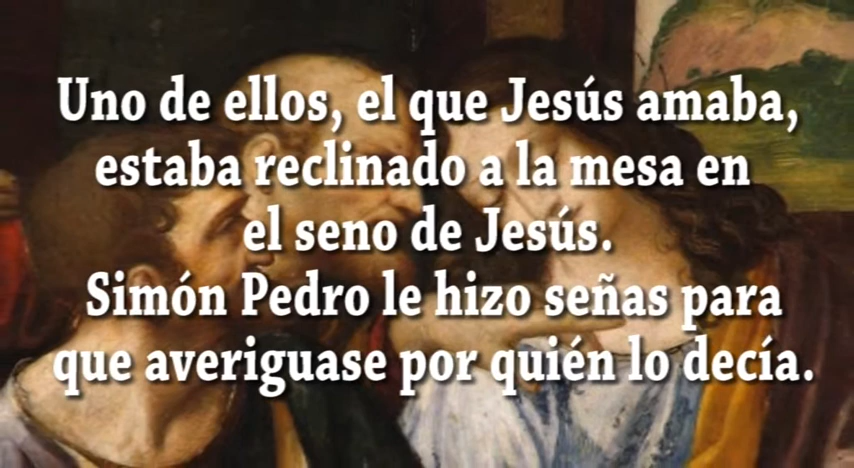 Uno de ellos, el que Jesús amaba,
estaba reclinado a la mesa en
el seno de Jesús.
Simón Pedro le hizo señas para
que averiguase por quién lo decía.